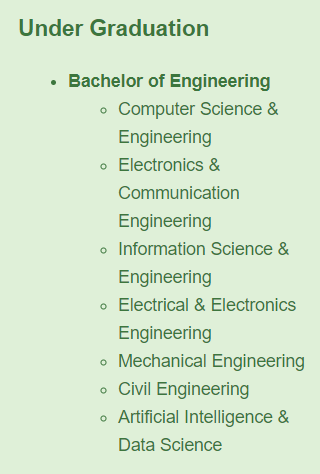 Under Graduation
Bachelor of Engineering
Computer Science &
Engineering
Electronics &
Communication
Engineering
Information Science &
Engineering
Electrical & Electronics
Engineering
Mechanical Engineering
Civil Engineering
Artificial Intelligence &
Data Science